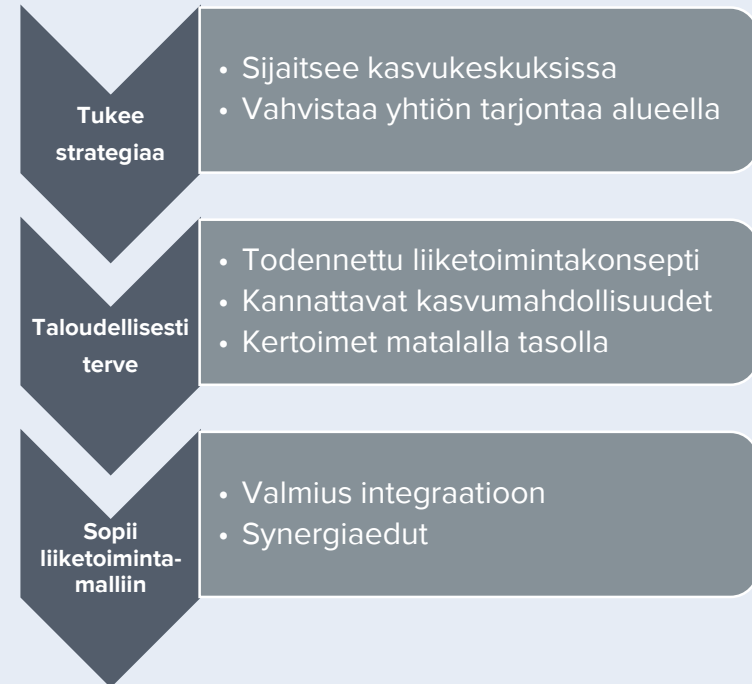 Tukee
strategiaa
• Sijaitsee kasvukeskuksissa
• Vahvistaa yhtiön tarjontaa alueella
Taloudellisesti
terve
• Todennettu liiketoimintakonsepti
• Kannattavat kasvumahdollisuudet
• Kertoimet matalalla tasolla
Sopii
liiketoiminta-
malliin
• Valmius integraatioon
• Synergiaedut